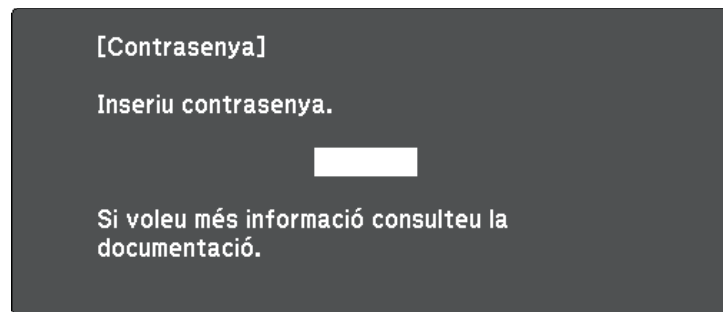 [Contrasenya]
Inseriu contrasenya.
Si voleu més informació consulteu la
documentació.